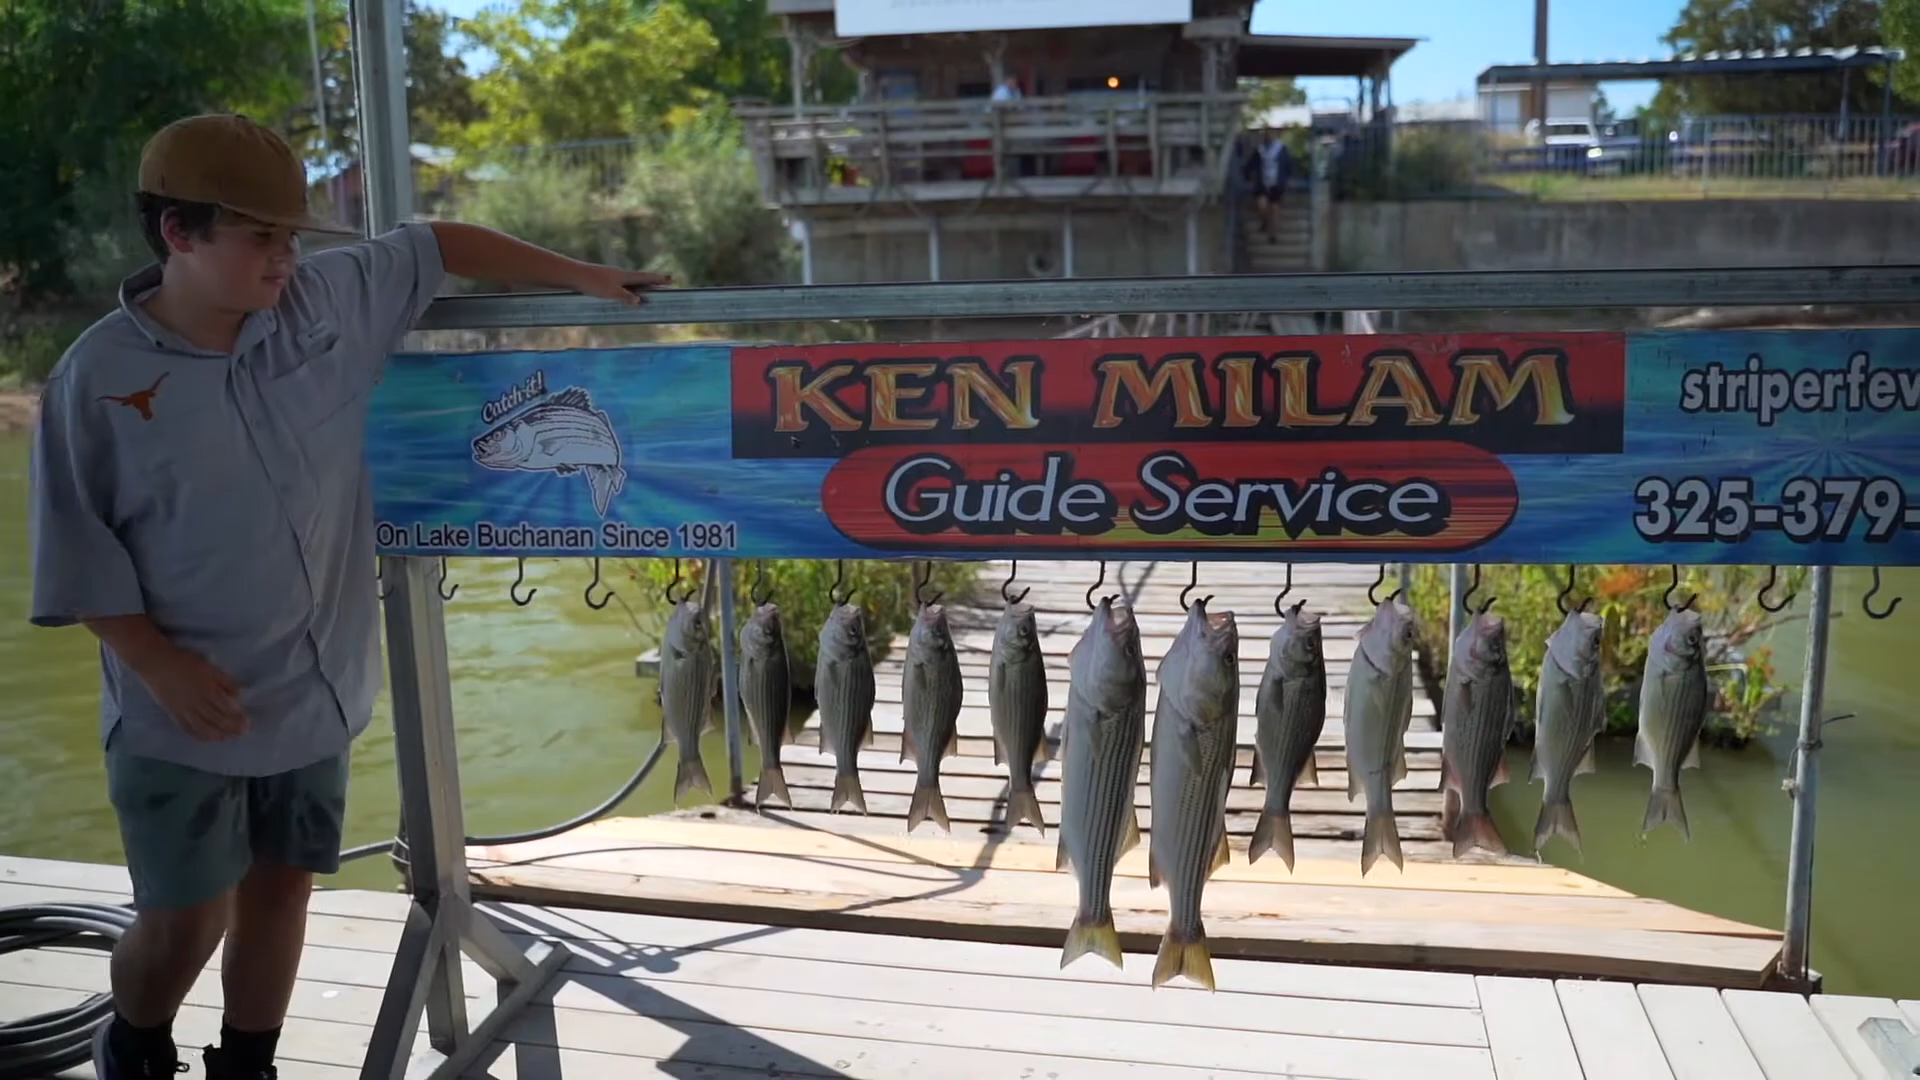 Catch it!
On Lake Buchanan Since 1981
KEN MILAM
Guide Service
striperfev
325-379-